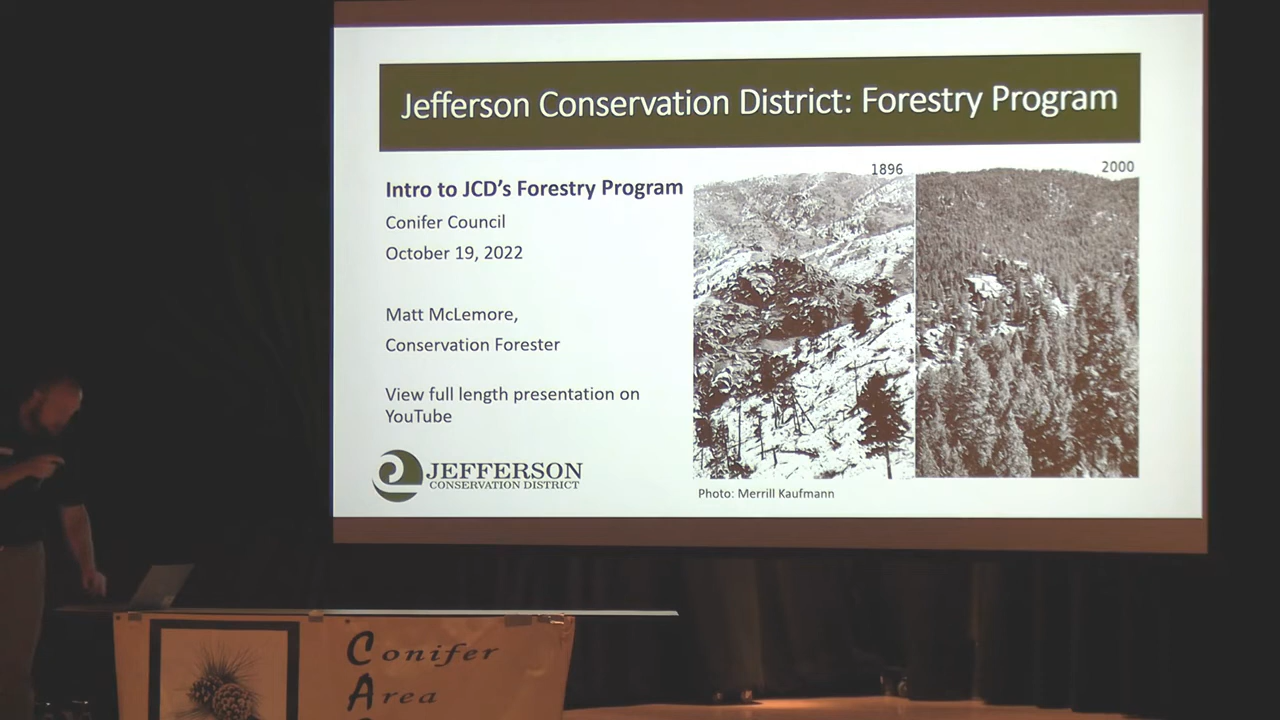 Jefferson Conservation District: Forestry Program
Intro to JCD's Forestry Program
Conifer Council
October 19, 2022
Matt McLemore,
Conservation Forester
View full length presentation on
YouTube
JEFFERSON
CONSERVATION DISTRICT
1896
2000
Photo: Merrill Kaufmann
Conifer
Area